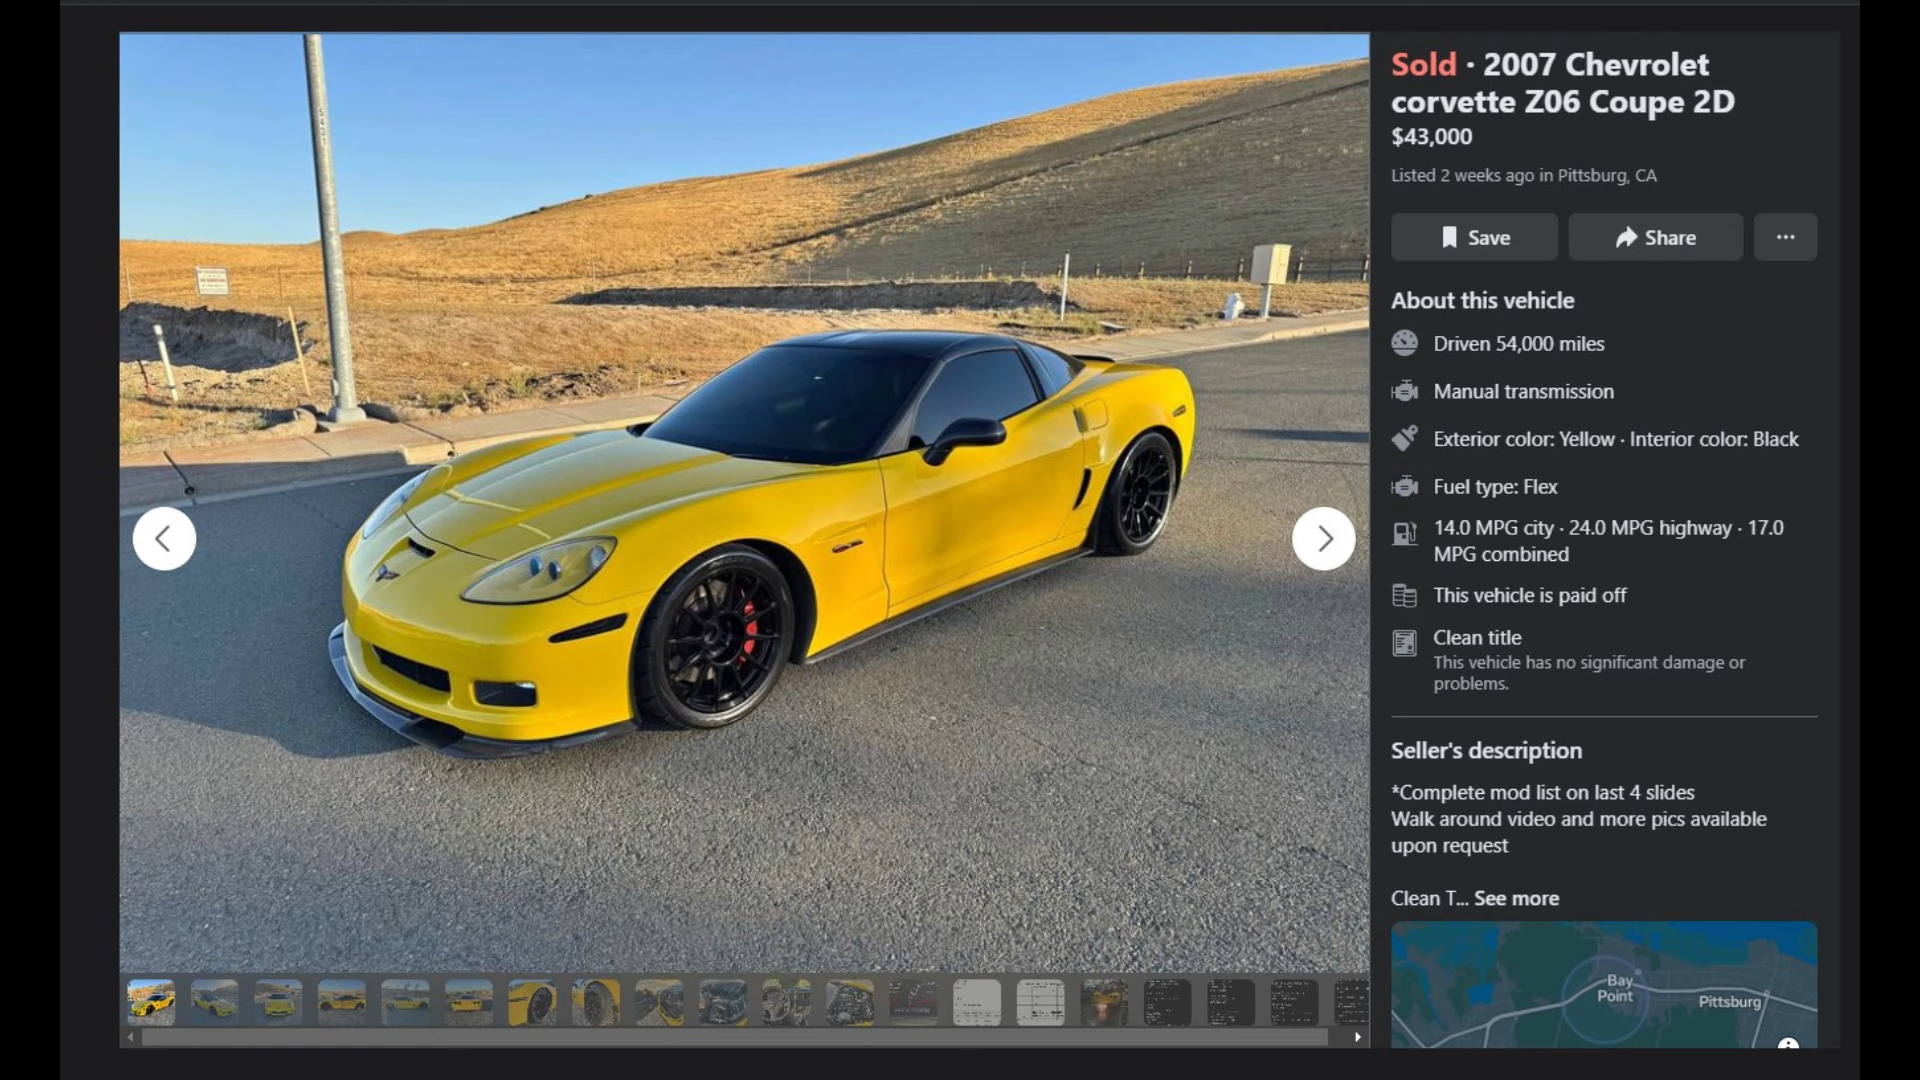 Sold · 2007 Chevrolet
corvette Z06 Coupe 2D
$43,000
Listed 2 weeks ago in Pittsburg, CA
Save
Share
About this vehicle
Driven 54,000 miles
Manual transmission
Exterior color: Yellow · Interior color: Black
Fuel type: Flex
14.0 MPG city · 24.0 MPG highway · 17.0
MPG combined
This vehicle is paid off
Clean title
This vehicle has no significant damage or
problems.
Seller's description
*Complete mod list on last 4 slides
Walk around video and more pics available
upon request
Clean T... See more
Bay
Point
Pittsburg